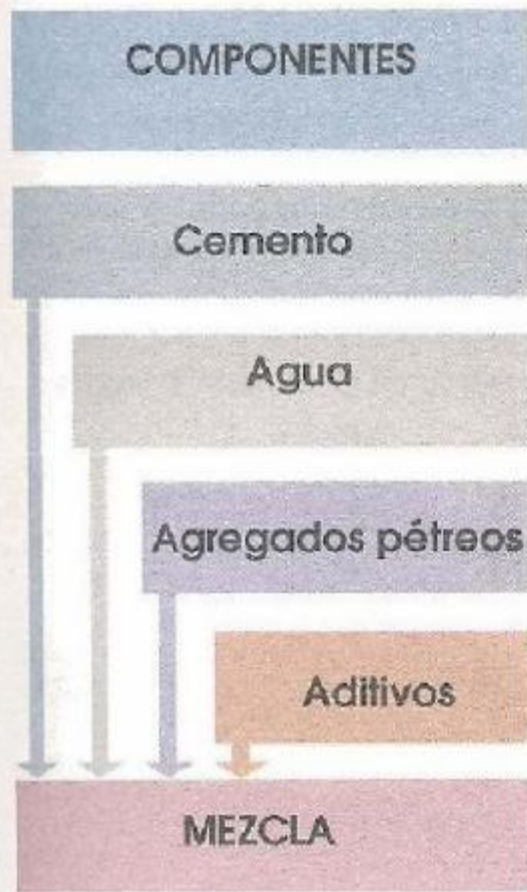 COMPONENTES
Cemento
Agua
Agregados pétreos
Aditivos
MEZCLA